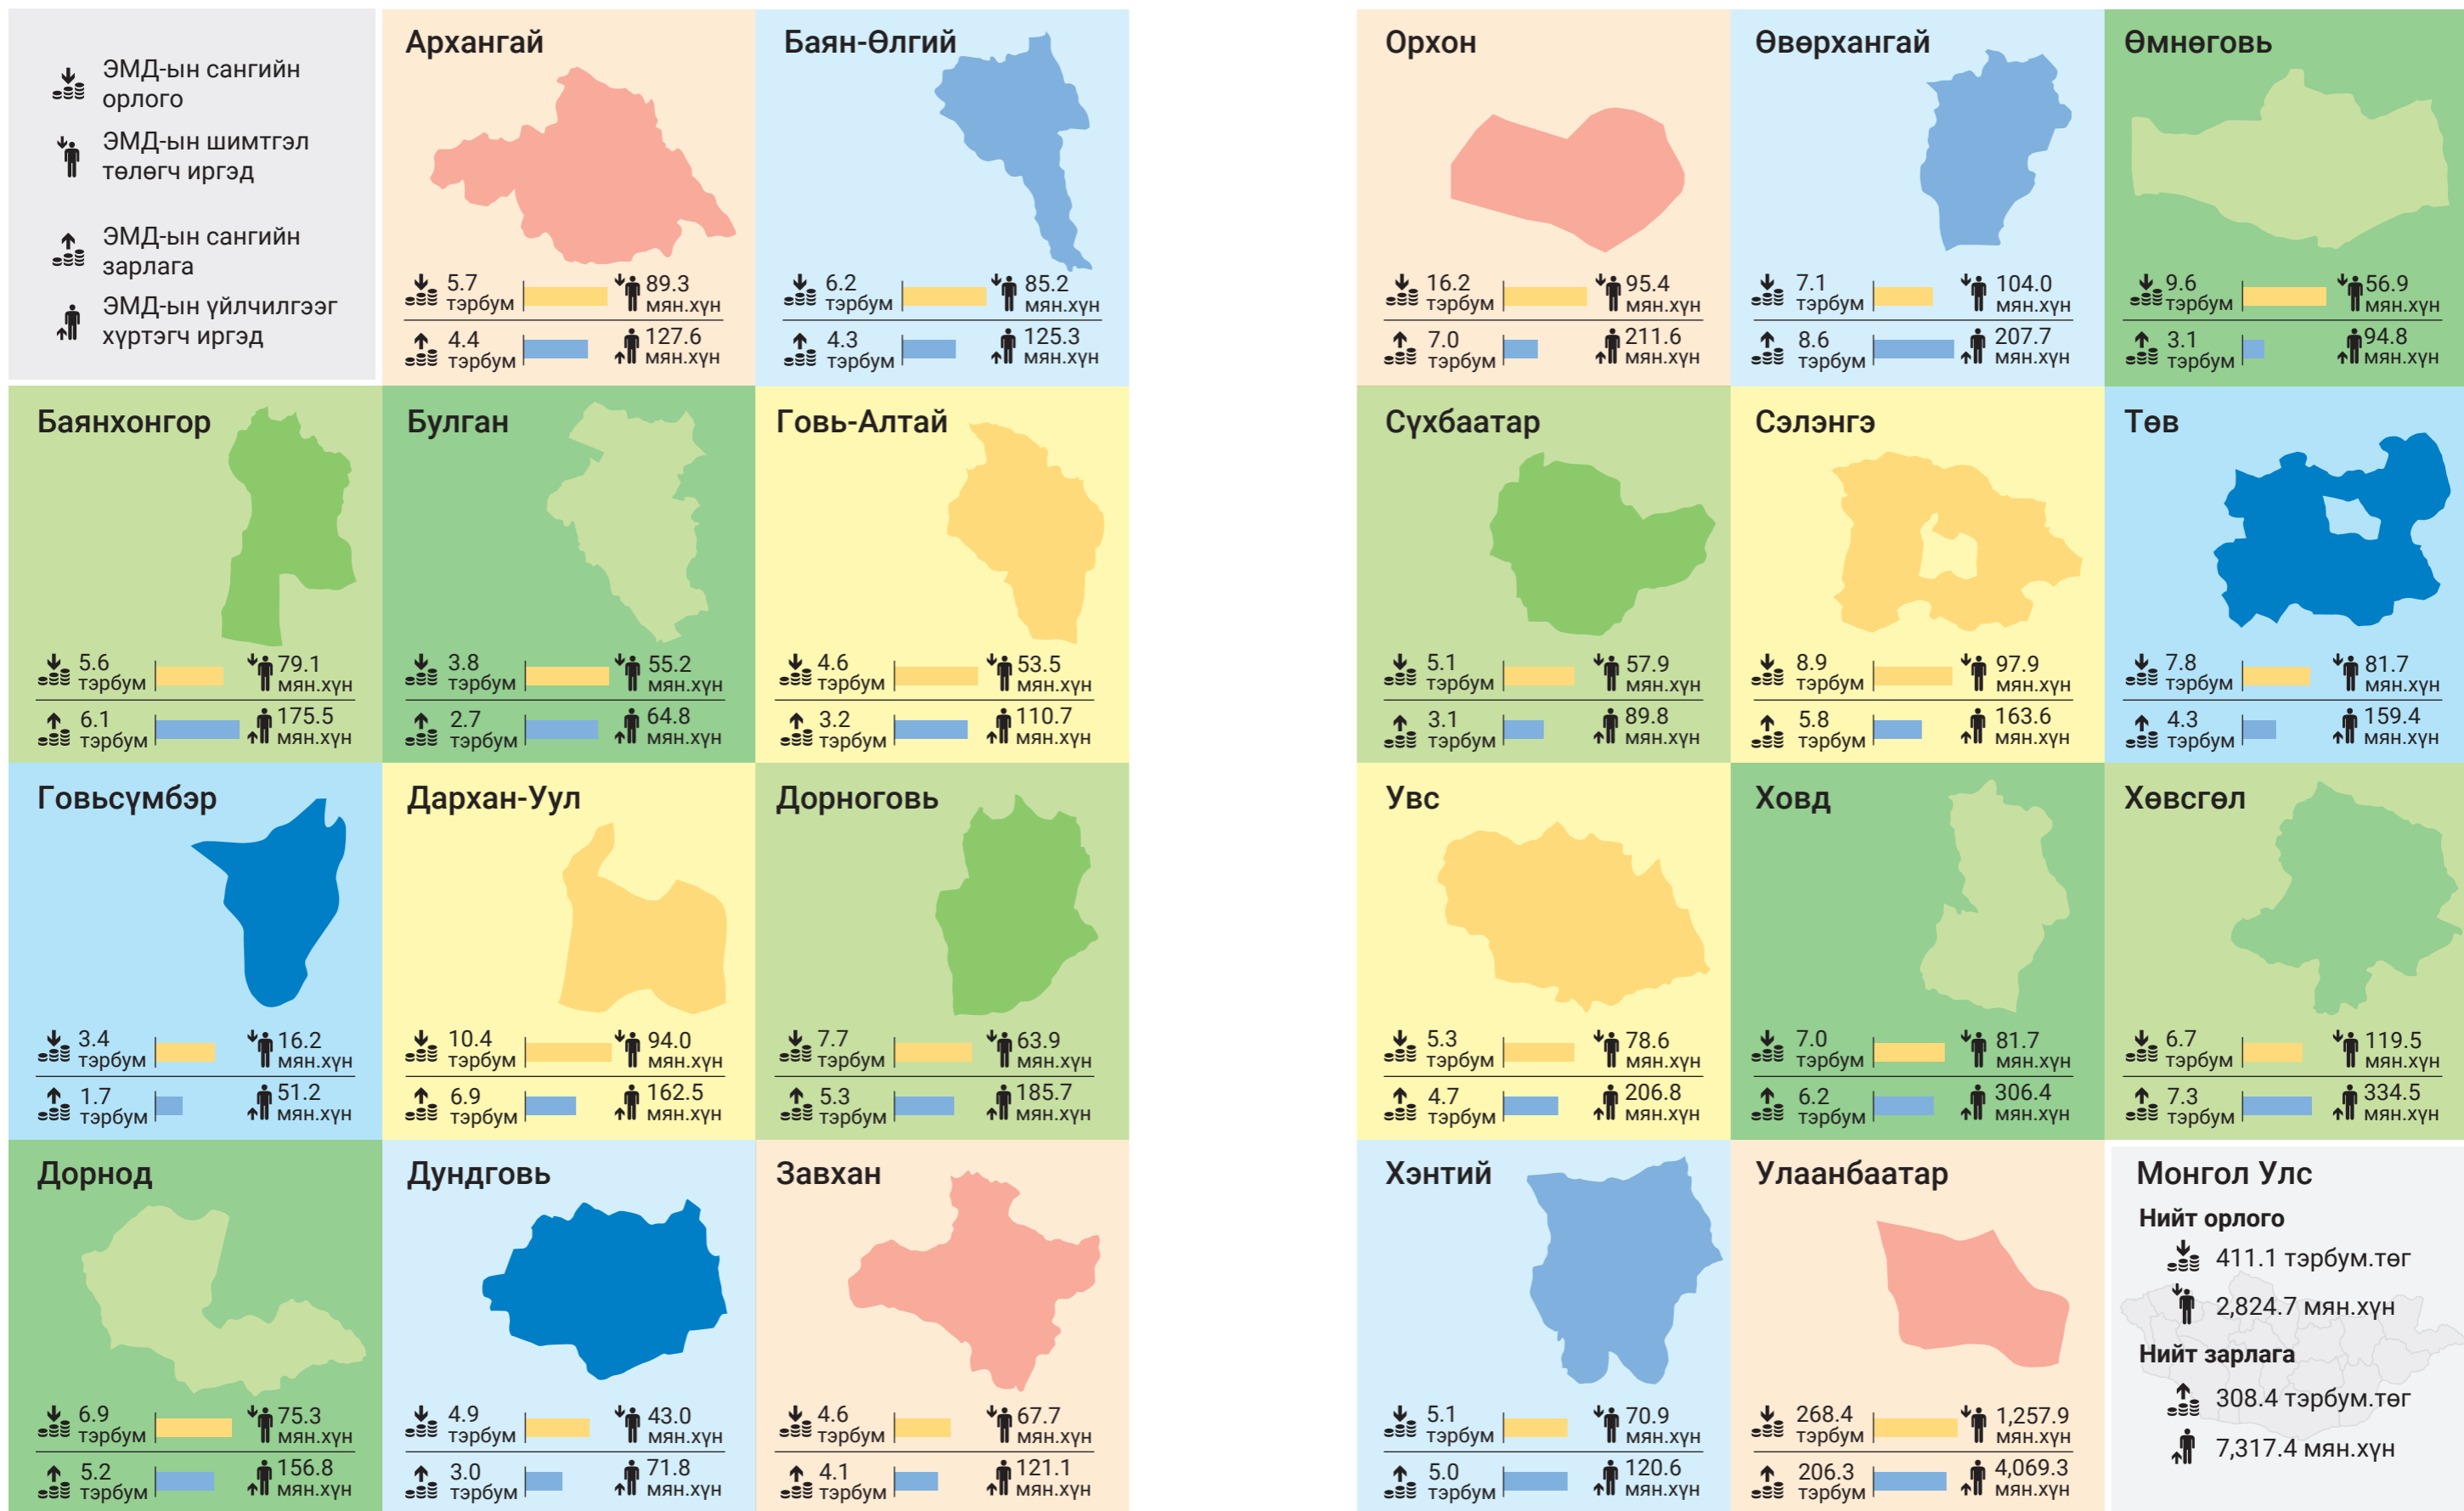 ЭМД-ын сангийн
орлого
ЭМД-ын шимтгэл
төлөгч иргэд
ЭМД-ын сангийн
зарлага
ЭМД-ын үйлчилгээг
хүртэгч иргэд
Архангай
5.7
тэрбум
89.3
мян.хүн
4.4
тэрбум
127.6
мян.хүн
Баян-Өлгий
6.2
тэрбум
85.2
мян.хүн
4.3
тэрбум
125.3
мян.хүн
Баянхонгор
5.6
тэрбум
79.1
мян.хүн
6.1
тэрбум
175.5
мян.хүн
Булган
3.8
тэрбум
55.2
мян.хүн
2.7
тэрбум
64.8
мян.хүн
Говь-Алтай
4.6
тэрбум
53.5
мян.хүн
3.2
тэрбум
110.7
мян.хүн
Говьсүмбэр
3.4
тэрбум
16.2
мян.хүн
1.7
тэрбум
51.2
мян.хүн
Дархан-Уул
10.4
тэрбум
94.0
мян.хүн
6.9
тэрбум
162.5
мян.хүн
Дорноговь
7.7
тэрбум
63.9
мян.хүн
5.3
тэрбум
185.7
мян.хүн
Дорнод
6.9
тэрбум
75.3
мян.хүн
5.2
тэрбум
156.8
мян.хүн
Дундговь
4.9
тэрбум
43.0
мян.хүн
3.0
тэрбум
71.8
мян.хүн
Завхан
4.6
тэрбум
67.7
мян.хүн
4.1
тэрбум
121.1
мян.хүн
Орхон
16.2
тэрбум
95.4
мян.хүн
7.0
тэрбум
211.6
мян.хүн
Өвөрхангай
7.1
тэрбум
104.0
мян.хүн
8.6
тэрбум
207.7
мян.хүн
Өмнөговь
9.6
тэрбум
56.9
мян.хүн
3.1
тэрбум
94.8
мян.хүн
Сүхбаатар
5.1
тэрбум
57.9
мян.хүн
3.1
тэрбум
89.8
мян.хүн
Сэлэнгэ
8.9
тэрбум
97.9
мян.хүн
5.8
тэрбум
163.6
мян.хүн
Төв
7.8
тэрбум
81.7
мян.хүн
4.3
тэрбум
159.4
мян.хүн
Увс
5.3
тэрбум
78.6
мян.хүн
4.7
тэрбум
206.8
мян.хүн
Ховд
7.0
тэрбум
81.7
мян.хүн
6.2
тэрбум
306.4
мян.хүн
Хөвсгөл
6.7
тэрбум
119.5
мян.хүн
7.3
тэрбум
334.5
мян.хүн
Хэнтий
5.1
тэрбум
70.9
мян.хүн
5.0
тэрбум
120.6
мян.хүн
Улаанбаатар
268.4
тэрбум
1,257.9
мян.хүн
206.3
тэрбум
4,069.3
мян.хүн
Монгол Улс
Нийт орлого
411.1 тэрбум.төг
2,824.7 мян.хүн
Нийт зарлага
308.4 тэрбум.төг
7,317.4 мян.хүн